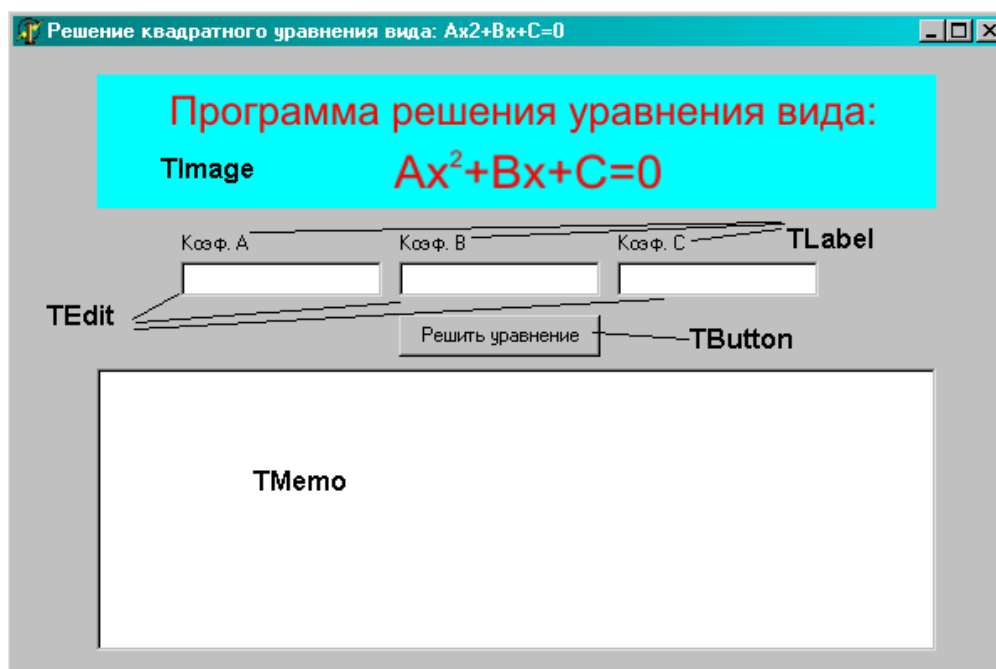 Решение квадратного уравнения вида: Ax2+Bx+C=0
Программа решения уравнения вида:
TImage
Ax²+Bx+C=0
Коэф. A
Коэф. B
Коэф. C
TLabel
TEdit
Решить уравнение
TButton
TMemo